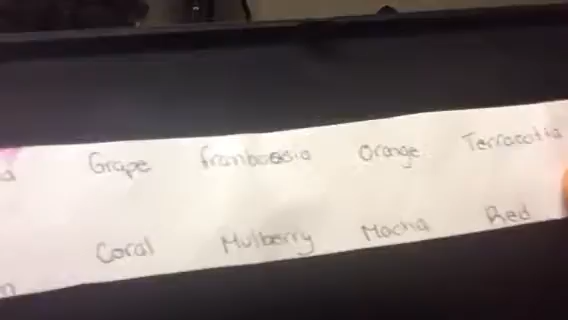 a Grape framboosia Orange Terracotta
n Coral Mulberry Mocha Red